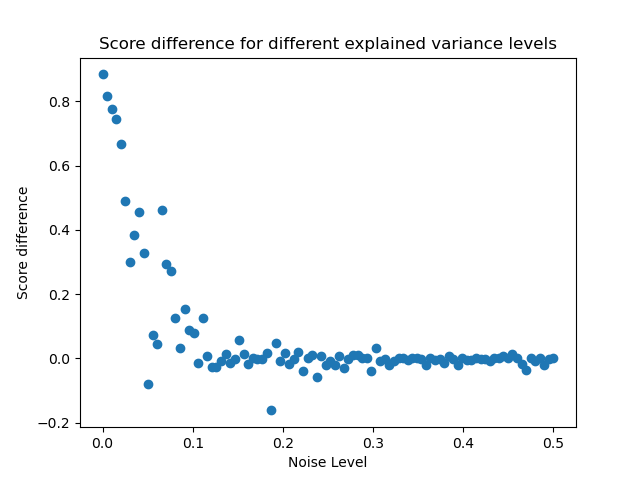 Score difference for different explained variance levels
0.8
0.6
0.4
0.2
0.0
−0.2
Score difference
0.0 0.1 0.2 0.3 0.4 0.5
Noise Level